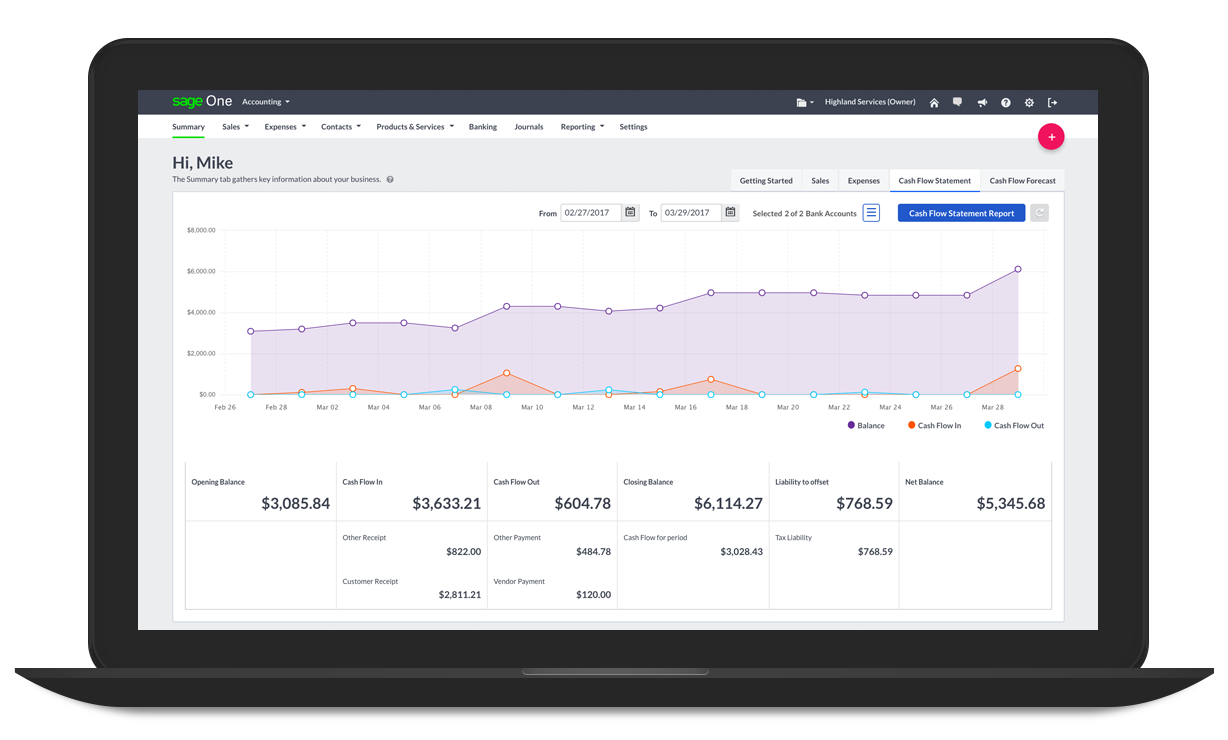 sage One Accounting Highland Services (Owner)
Summary Sales Expenses Contacts Products & Services Banking Journals Reporting Settings
+
Hi, Mike
The Summary tab gathers key information about your business. ?
Getting Started Sales Expenses Cash Flow Statement Cash Flow Forecast
From 02/27/2017 To 03/29/2017 Selected 2 of 2 Bank Accounts Cash Flow Statement Report
$8,000.00
$6,000.00
$4,000.00
$2,000.00
$0.00
Feb 26 Feb 28 Mar 02 Mar 04 Mar 06 Mar 08 Mar 10 Mar 12 Mar 14 Mar 16 Mar 18 Mar 20 Mar 22 Mar 24 Mar 26 Mar 28
Balance Cash Flow In Cash Flow Out
Opening Balance Cash Flow In Cash Flow Out Closing Balance Liability to offset Net Balance
$3,085.84 $3,633.21 $604.78 $6,114.27 $768.59 $5,345.68
Other Receipt Other Payment Cash Flow for period Tax Liability
$822.00 $484.78 $3,028.43 $768.59
Customer Receipt Vendor Payment
$2,811.21 $120.00